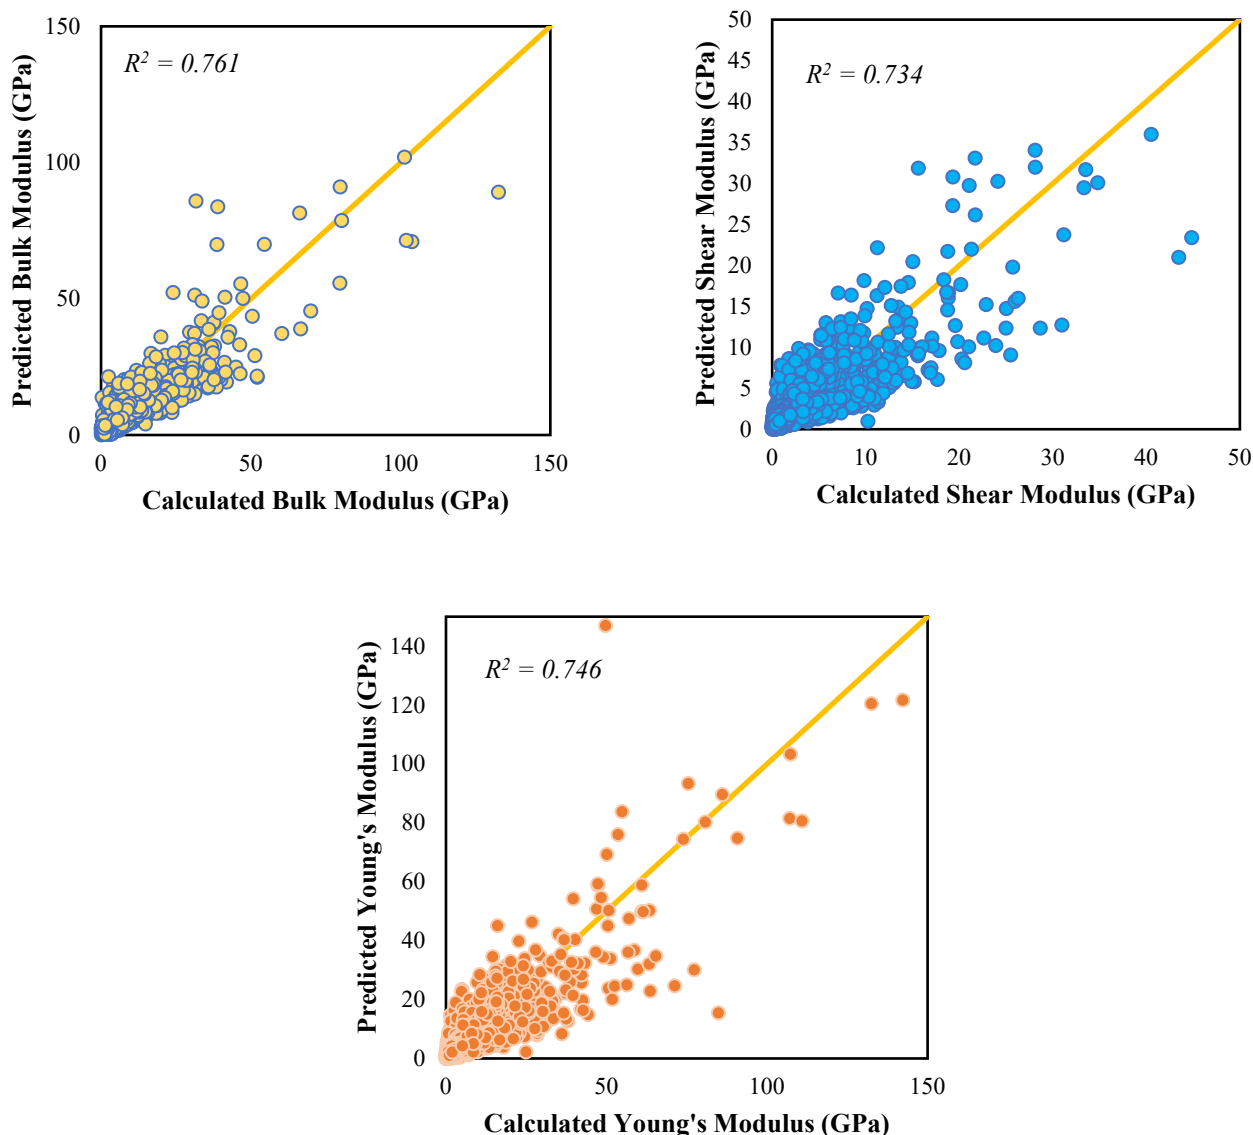 150
100
50
0
Predicted Bulk Modulus (GPa)
R² = 0.761
0 50 100 150
Calculated Bulk Modulus (GPa)
50
45
40
35
30
25
20
15
10
5
0
Predicted Shear Modulus (GPa)
R² = 0.734
0 10 20 30 40 50
Calculated Shear Modulus (GPa)
140
120
100
80
60
40
20
0
Predicted Young's Modulus (GPa)
R² = 0.746
0 50 100 150
Calculated Young's Modulus (GPa)